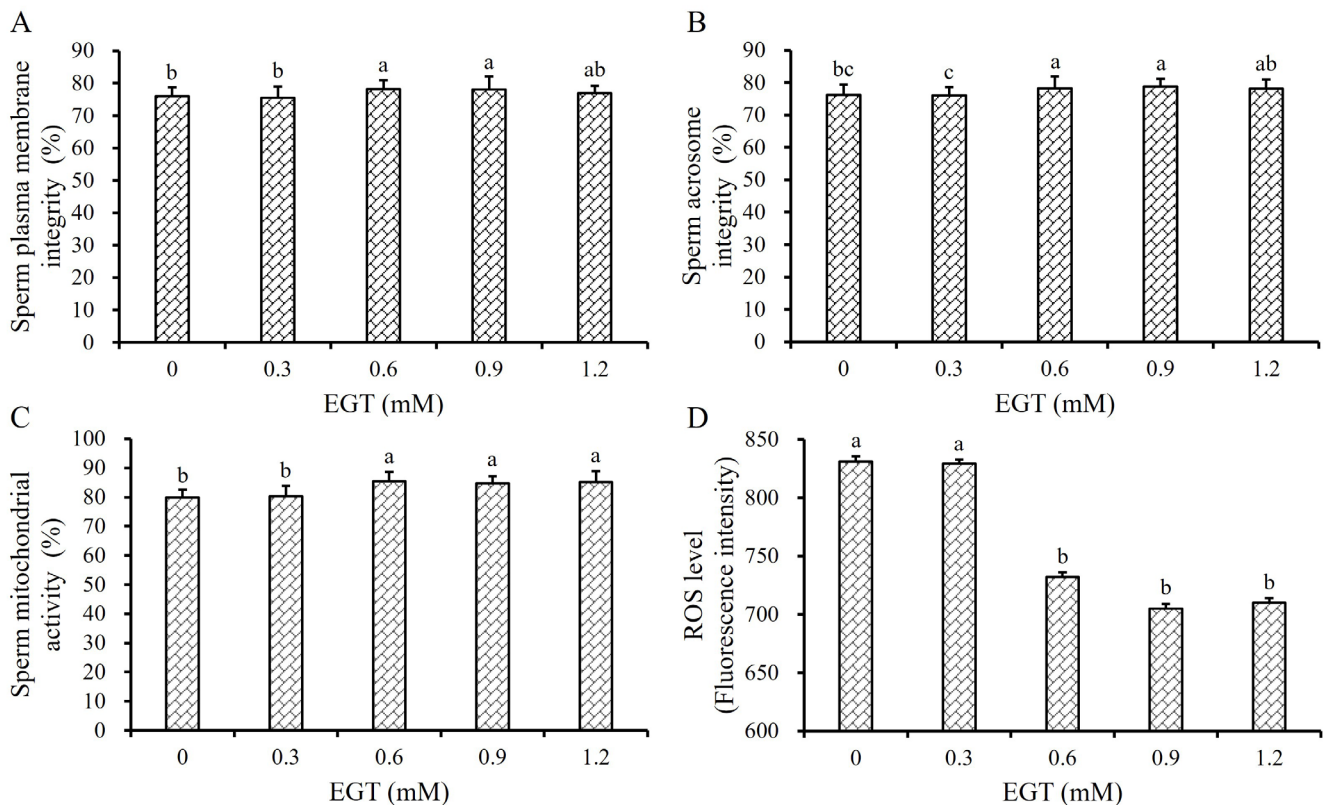 A
Sperm plasma membrane
integrity (%)
90
80
70
60
50
40
30
20
10
0
b b a a ab
0 0.3 0.6 0.9 1.2
EGT (mM)
B
Sperm acrosome
integrity (%)
90
80
70
60
50
40
30
20
10
0
bc c a a ab
0 0.3 0.6 0.9 1.2
EGT (mM)
C
Sperm mitochondrial
activity (%)
100
90
80
70
60
50
40
30
20
10
0
b b a a a
0 0.3 0.6 0.9 1.2
EGT (mM)
D
ROS level
(Fluorescence intensity)
850
800
750
700
650
600
a a b b b
0 0.3 0.6 0.9 1.2
EGT (mM)